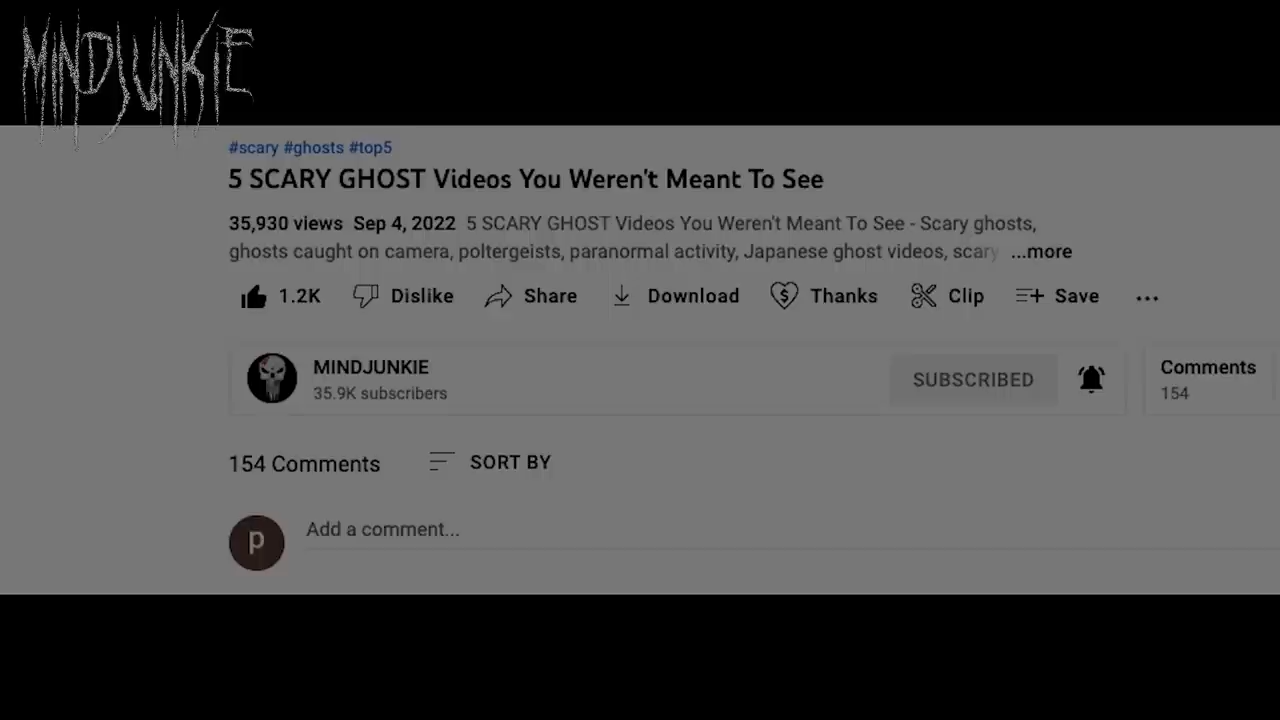 MINDJUNKIE
#scary #ghosts #top5
5 SCARY GHOST Videos You Weren't Meant To See
35,930 views Sep 4, 2022 5 SCARY GHOST Videos You Weren't Meant To See - Scary ghosts,
ghosts caught on camera, poltergeists, paranormal activity, Japanese ghost videos, scary ...more
1.2K Dislike Share Download Thanks Clip Save ...
MINDJUNKIE
35.9K subscribers
SUBSCRIBED
Comments
154
154 Comments SORT BY
p
Add a comment...